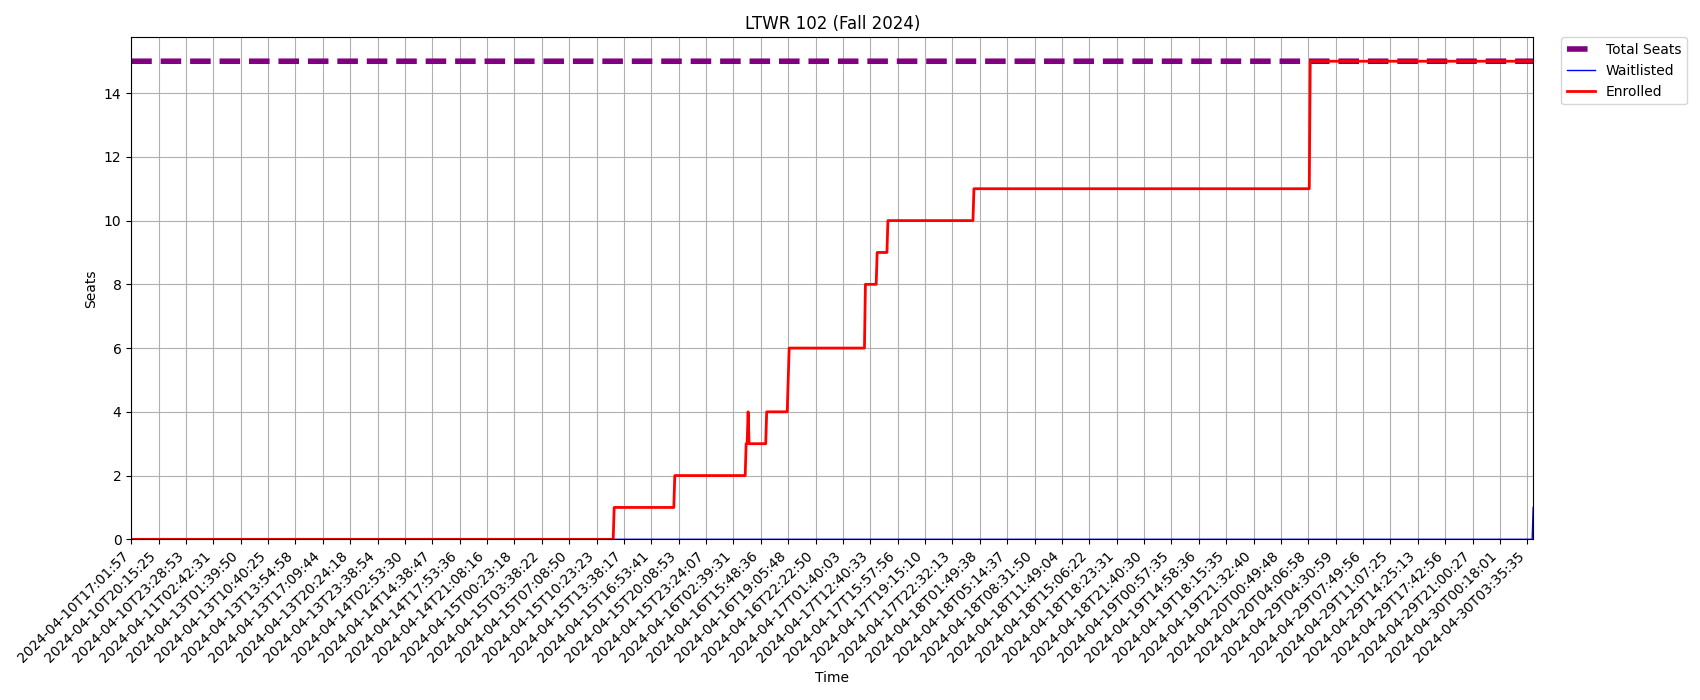 LTWR 102 (Fall 2024)
Total Seats
Waitlisted
Enrolled
Seats
14
12
10
8
6
4
2
0
2024-04-10T17:01:57
2024-04-10T20:15:25
2024-04-10T23:28:53
2024-04-11T02:42:31
2024-04-13T01:39:50
2024-04-13T10:40:25
2024-04-13T13:54:58
2024-04-13T17:09:44
2024-04-13T20:24:18
2024-04-13T23:38:54
2024-04-14T02:53:30
2024-04-14T14:38:47
2024-04-14T17:53:36
2024-04-14T21:08:16
2024-04-15T00:23:18
2024-04-15T03:38:22
2024-04-15T07:08:50
2024-04-15T10:23:23
2024-04-15T13:38:17
2024-04-15T16:53:41
2024-04-15T20:08:53
2024-04-15T23:24:07
2024-04-16T02:39:31
2024-04-16T15:48:36
2024-04-16T19:05:48
2024-04-16T22:22:50
2024-04-17T01:40:03
2024-04-17T12:40:33
2024-04-17T15:57:56
2024-04-17T19:15:10
2024-04-17T22:32:13
2024-04-18T01:49:38
2024-04-18T05:14:37
2024-04-18T08:31:50
2024-04-18T11:49:04
2024-04-18T15:06:22
2024-04-18T18:23:31
2024-04-18T21:40:30
2024-04-19T00:57:35
2024-04-19T14:58:36
2024-04-19T18:15:35
2024-04-19T21:32:40
2024-04-20T00:49:48
2024-04-20T04:06:58
2024-04-29T04:30:59
2024-04-29T07:49:56
2024-04-29T11:07:25
2024-04-29T14:25:13
2024-04-29T17:42:56
2024-04-29T21:00:27
2024-04-30T00:18:01
2024-04-30T03:35:35
Time